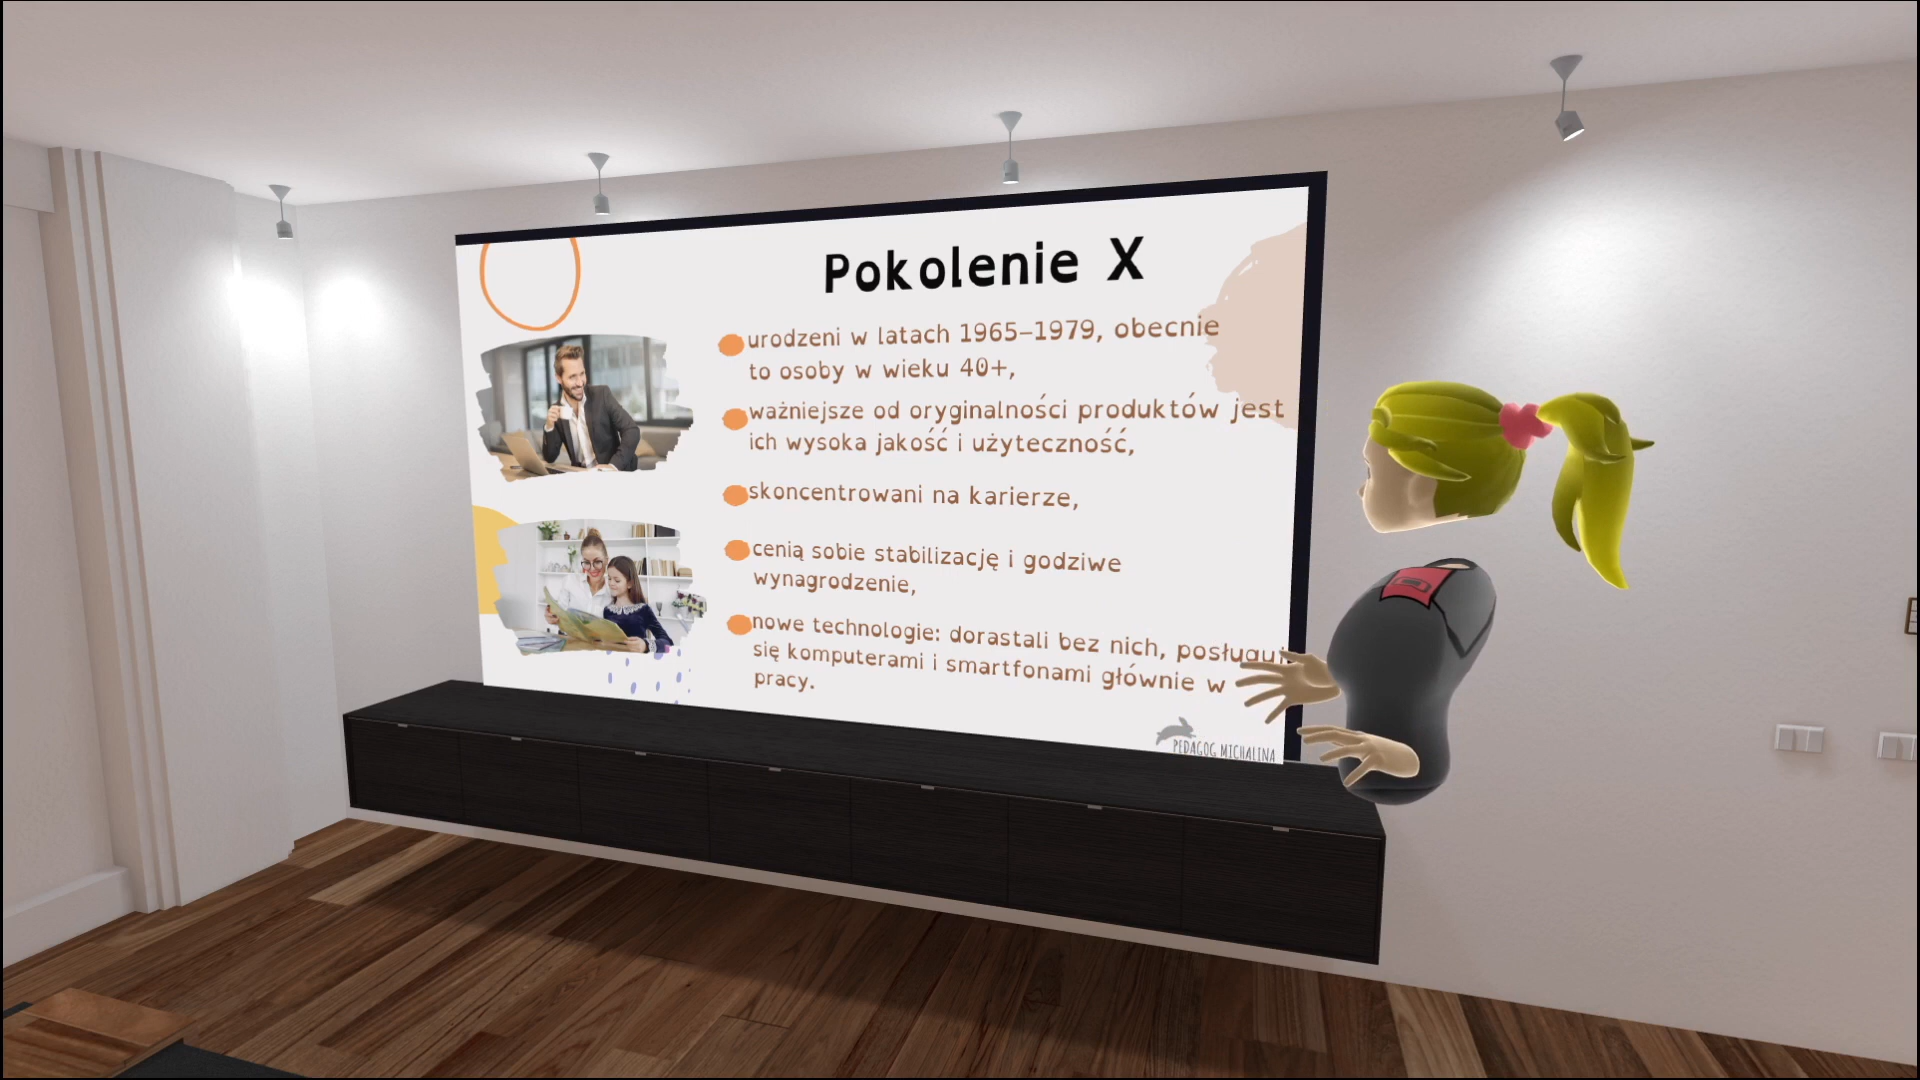 Pokolenie X
urodzeni w latach 1965-1979, obecnie
to osoby w wieku 40+,
ważniejsze od oryginalności produktów jest
ich wysoka jakość i użyteczność,
skoncentrowani na karierze,
cenią sobie stabilizację i godziwe
wynagrodzenie,
nowe technologie: dorastali bez nich,
się komputerami i smartfonami głównie w
pracy.
PEDAGOG MICHALINA